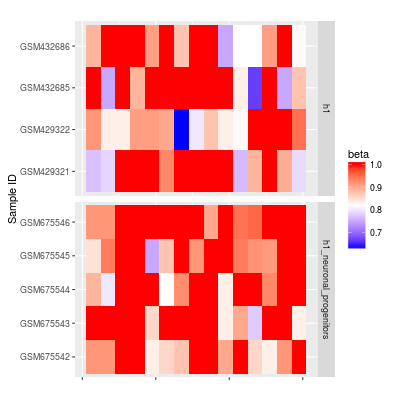 GSM432686
GSM432685
GSM429322
GSM429321
h1
GSM675546
GSM675545
GSM675544
GSM675543
GSM675542
h1_neuronal_progenitors
Sample ID
beta
1.0
0.9
0.8
0.7